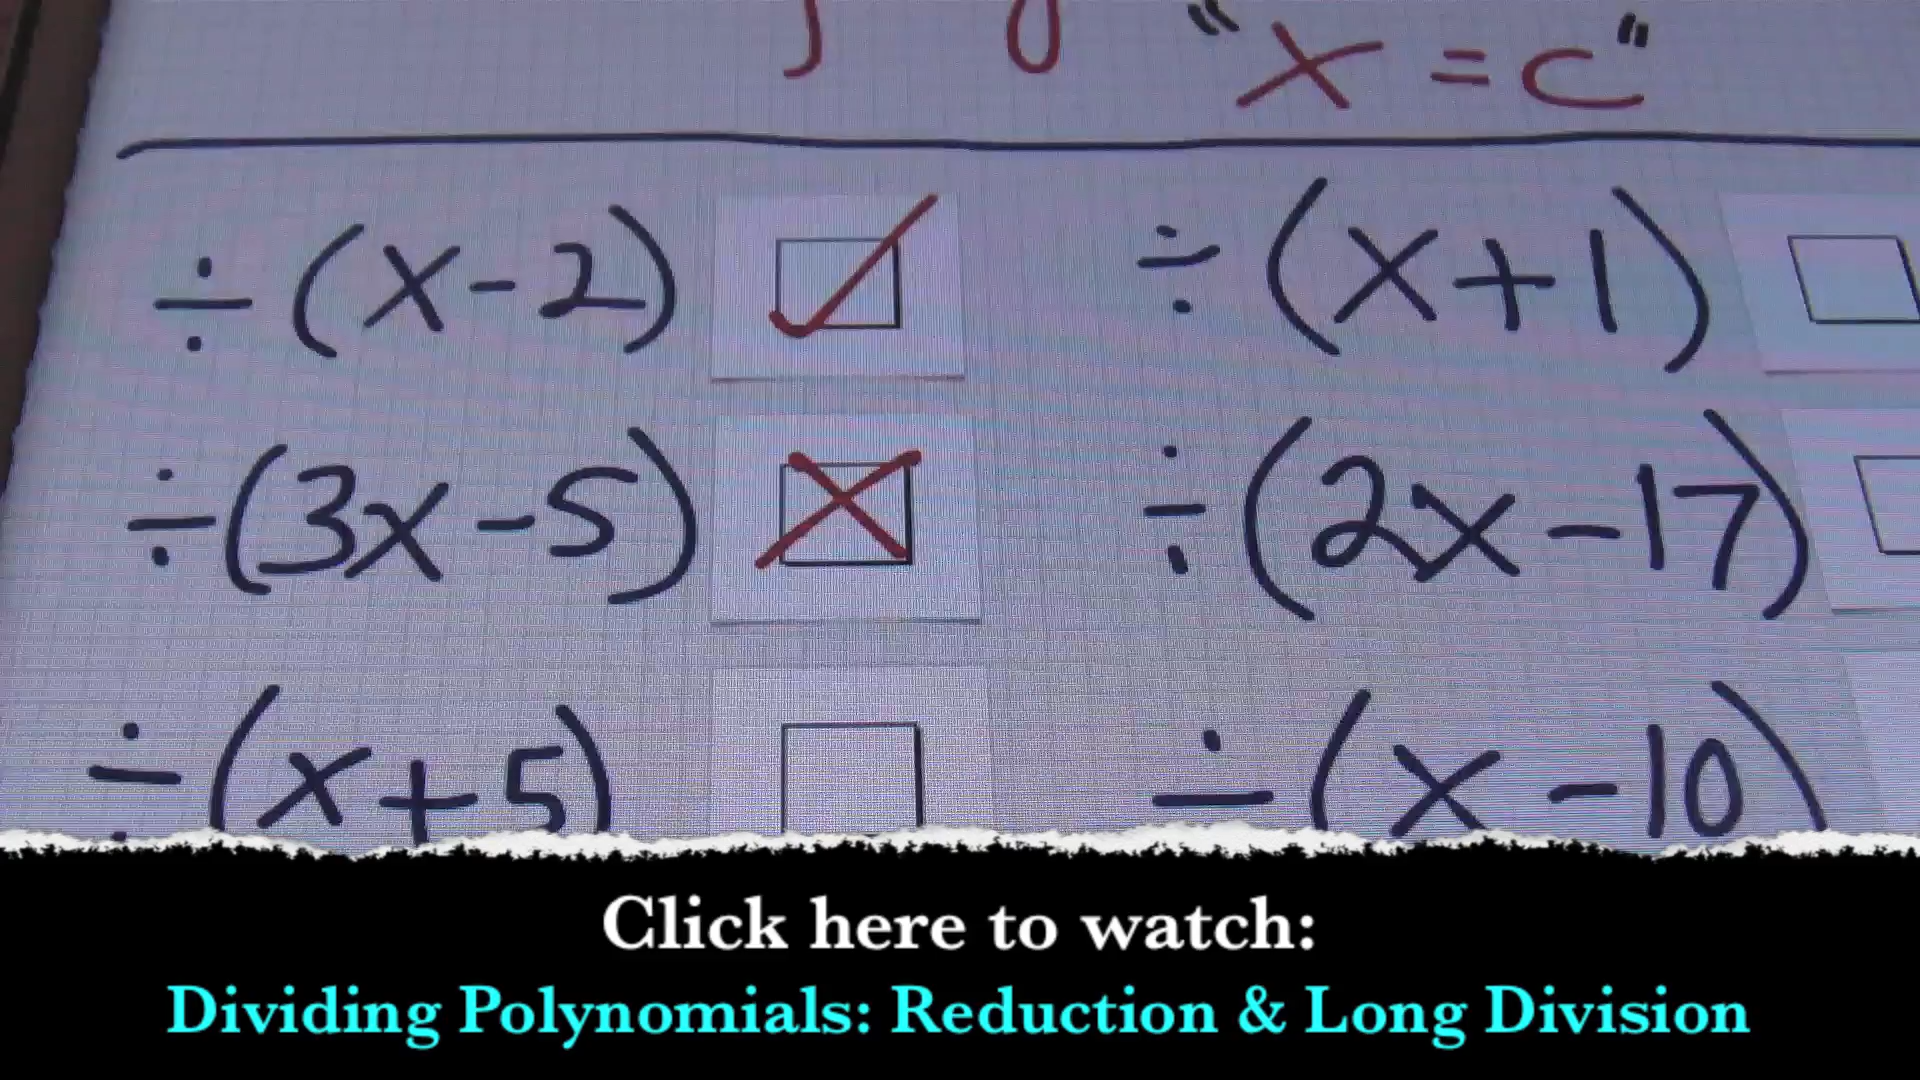 "x = c"
÷(x-2) ÷(x+1)
÷(3x-5) ÷(2x-17)
÷(x+5) ÷(x-10)
Click here to watch:
Dividing Polynomials: Reduction & Long Division